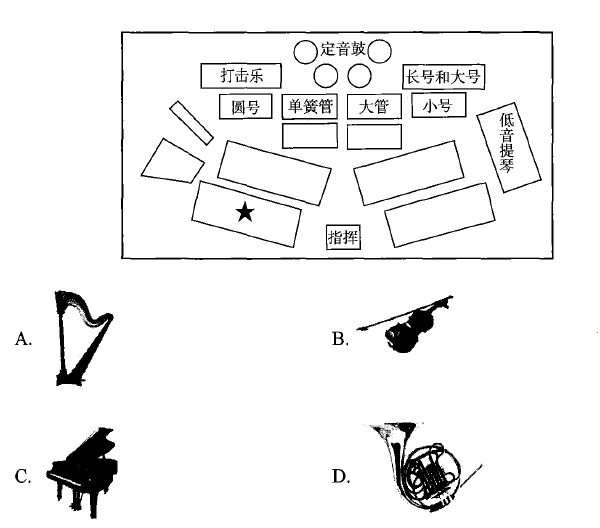 定音鼓
打击乐
长号和大号
圆号
单簧管
大管
小号
低音提琴
★
指挥
A.
B.
C.
D.